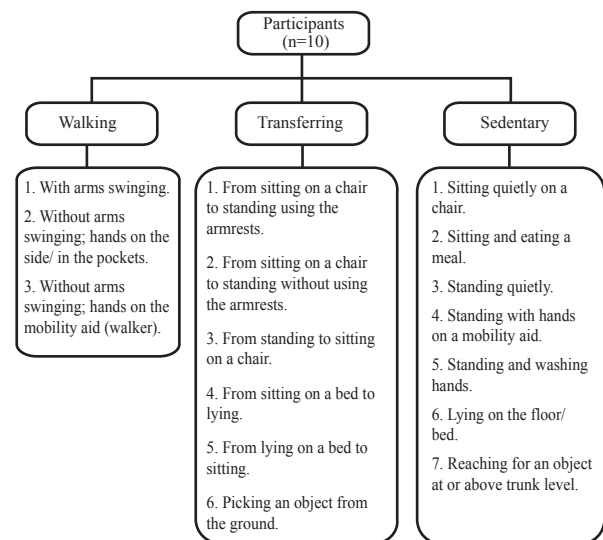 Participants
(n=10)
Walking
Transferring
Sedentary
1. With arms swinging.
2. Without arms
swinging; hands on the
side/ in the pockets.
3. Without arms
swinging; hands on the
mobility aid (walker).
1. From sitting on a chair
to standing using the
armrests.
2. From sitting on a chair
to standing without using
the armrests.
3. From standing to sitting
on a chair.
4. From sitting on a bed to
lying.
5. From lying on a bed to
sitting.
6. Picking an object from
the ground.
1. Sitting quietly on a
chair.
2. Sitting and eating a
meal.
3. Standing quietly.
4. Standing with hands
on a mobility aid.
5. Standing and washing
hands.
6. Lying on the floor/
bed.
7. Reaching for an object
at or above trunk level.